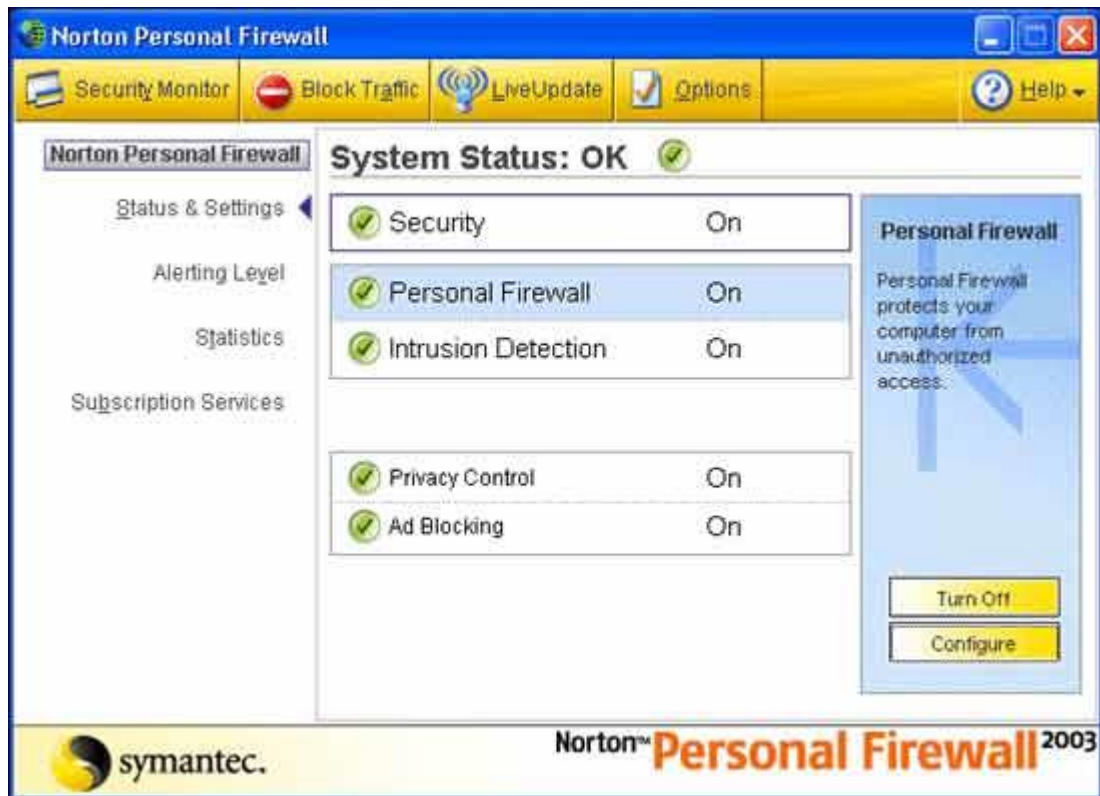 Norton Personal Firewall
Security Monitor Block Traffic LiveUpdate Options Help
Norton Personal Firewall
Status & Settings
Alerting Level
Statistics
Subscription Services
System Status: OK
Security On
Personal Firewall On
Intrusion Detection On
Privacy Control On
Ad Blocking On
Personal Firewall
Personal Firewall
protects your
computer from
unauthorized
access.
Turn Off
Configure
symantec.
Norton™ Personal Firewall 2003